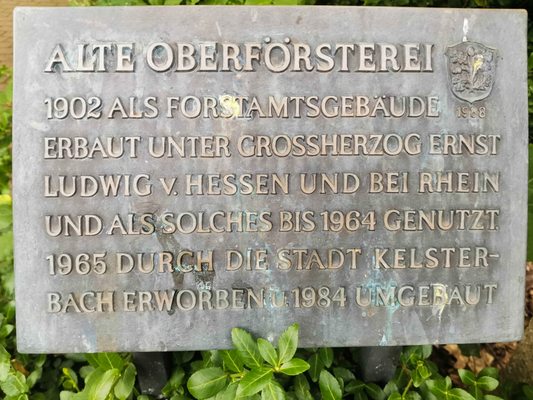 ALTE OBERFÖRSTEREI
1988
1902 ALS FORSTAMTSGEBÄUDE
ERBAUT UNTER GROSSHERZOG ERNST
LUDWIG V. HESSEN UND BEI RHEIN
UND ALS SOLCHES BIS 1964 GENUTZT.
1965 DURCH DIE STADT KELSTER-
BACH ERWORBEN U. 1984 UMGEBAUT